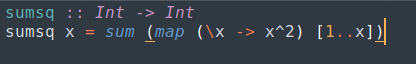 sumsq :: Int -> Int
sumsq x = sum (map (\x -> x^2) [1..x])